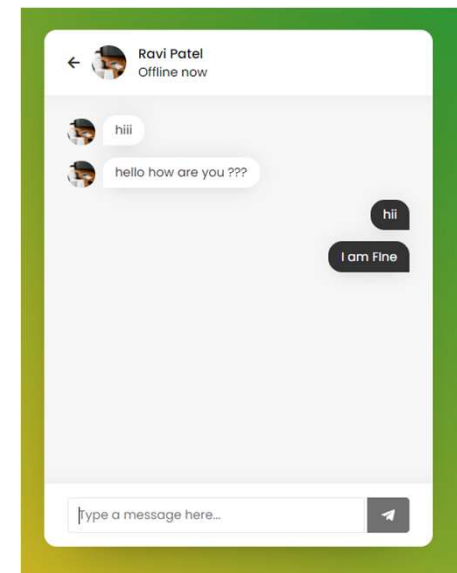 Ravi Patel
Offline now
hiii
hello how are you ???
hii
I am FIne
Type a message here...